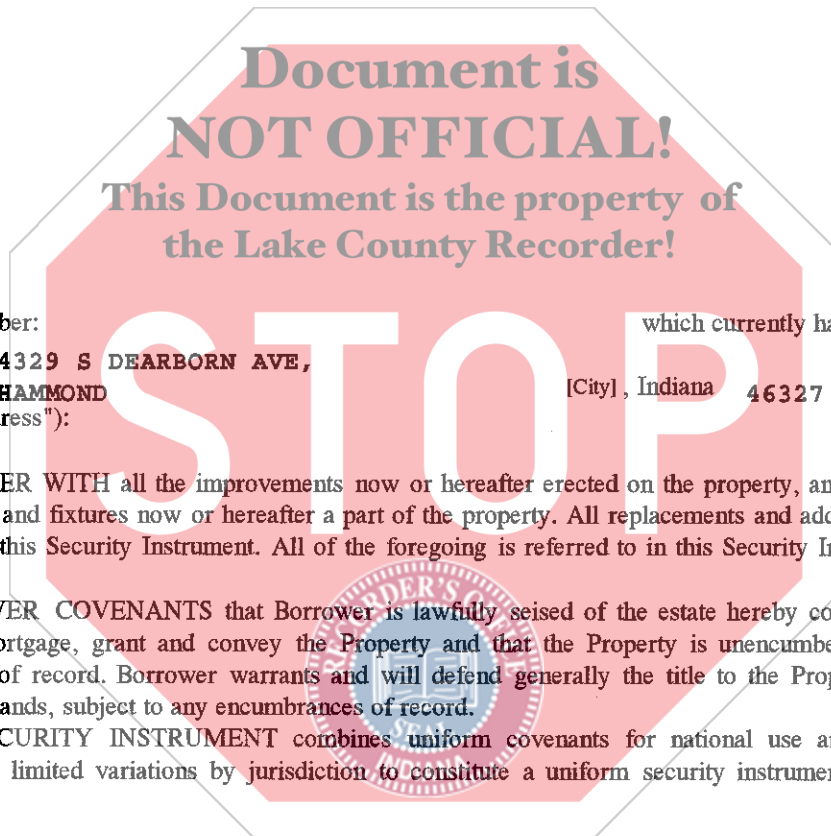 Document is
NOT OFFICIAL!
This Document is the property of
the Lake County Recorder!
STOP
ber: which currently ha
4329 S DEARBORN AVE,
HAMMOND [City] , Indiana 46327
ress"):
ER WITH all the improvements now or hereafter erected on the property, an
and fixtures now or hereafter a part of the property. All replacements and add
this Security Instrument. All of the foregoing is referred to in this Security In
ER COVENANTS that Borrower is lawfully seised of the estate hereby co
ortgage, grant and convey the Property and that the Property is unencumbe
of record. Borrower warrants and will defend generally the title to the Prop
ands, subject to any encumbrances of record.
CURITY INSTRUMENT combines uniform covenants for national use a
limited variations by jurisdiction to constitute a uniform security instrumen
RECORDER'S OFFICE
SEAL
INDIANA